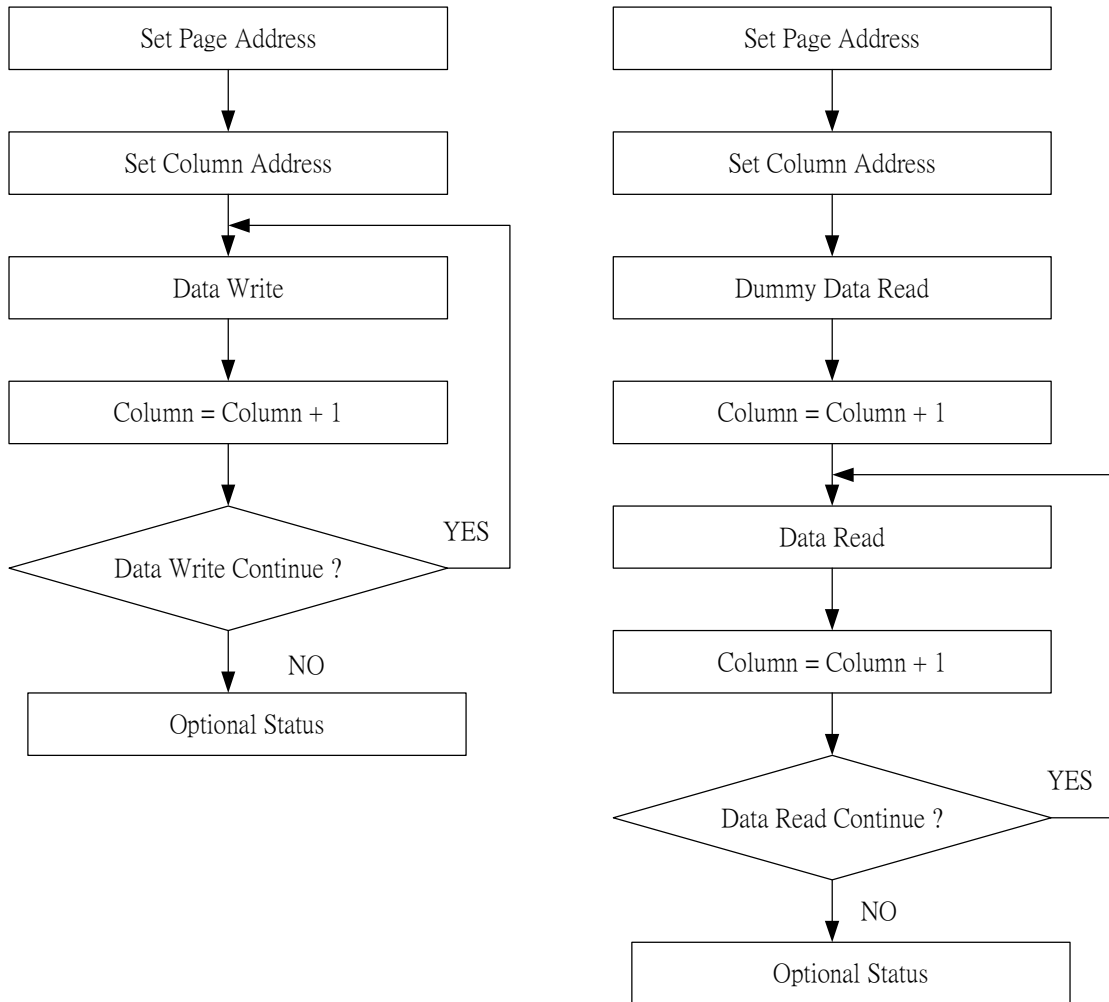 Set Page Address
Set Column Address
Data Write
Column = Column + 1
Data Write Continue ?
YES
NO
Optional Status
Set Page Address
Set Column Address
Dummy Data Read
Column = Column + 1
Data Read
Column = Column + 1
Data Read Continue ?
YES
NO
Optional Status